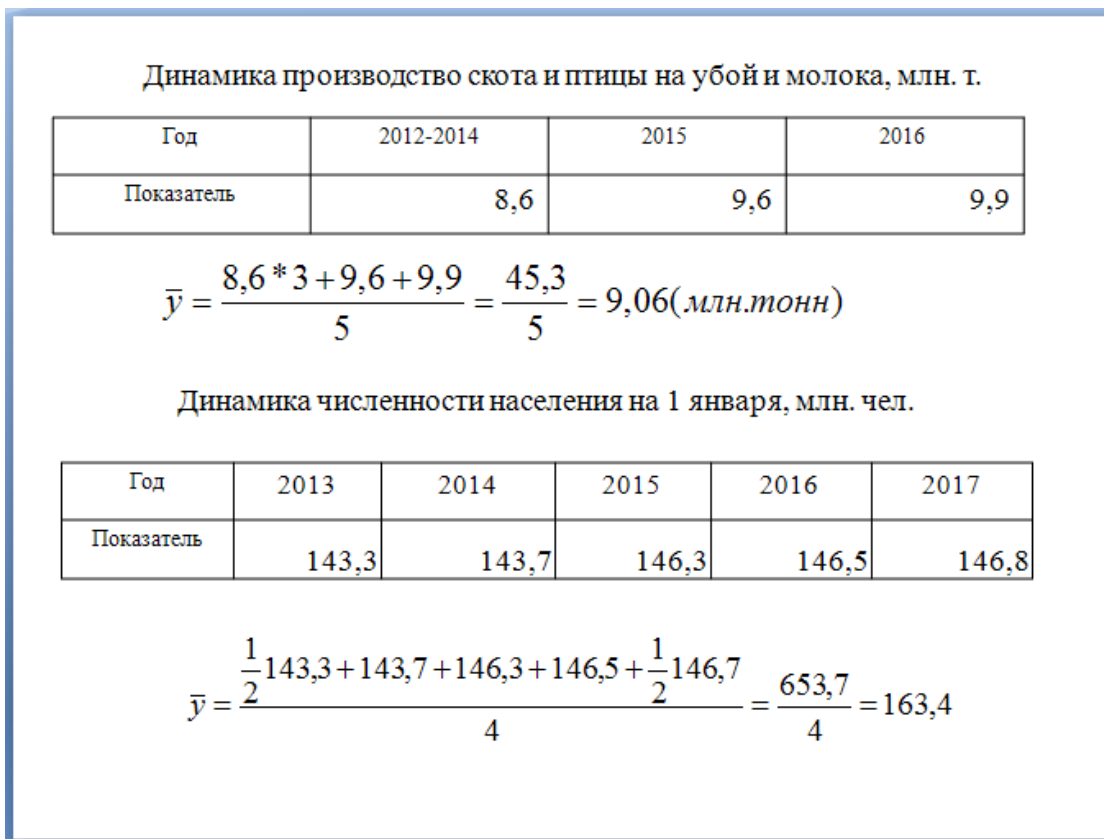 Динамика производство скота и птицы на убой и молока, млн. т.
Год 2012-2014 2015 2016
Показатель 8,6 9,6 9,9
ȳ = (8,6 * 3 + 9,6 + 9,9) / 5 = 45,3 / 5 = 9,06(млн.тонн)
Динамика численности населения на 1 января, млн. чел.
Год 2013 2014 2015 2016 2017
Показатель 143,3 143,7 146,3 146,5 146,8
ȳ = (1/2 143,3 + 143,7 + 146,3 + 146,5 + 1/2 146,7) / 4 = 653,7 / 4 = 163,4